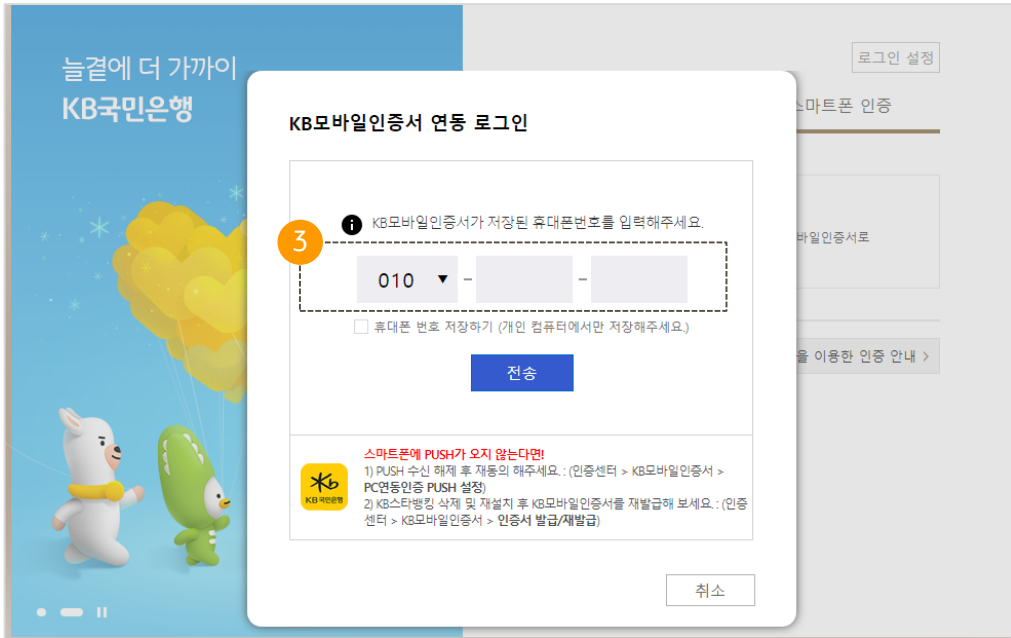 늘곁에 더 가까이
KB국민은행
로그인 설정
스마트폰 인증
KB모바일인증서 연동 로그인
KB모바일인증서가 저장된 휴대폰번호를 입력해주세요.
3
바일인증서로
010 ▼ - -
휴대폰 번호 저장하기 (개인 컴퓨터에서만 저장해주세요.)
전송
을 이용한 인증 안내 >
스마트폰에 PUSH가 오지 않는다면!
1) PUSH 수신 해제 후 재동의 해주세요. : (인증센터 > KB모바일인증서 >
PC연동인증 PUSH 설정)
2) KB스타뱅킹 삭제 및 재설치 후 KB모바일인증서를 재발급해 보세요. : (인증
센터 > KB모바일인증서 > 인증서 발급/재발급)
KB 국민은행
취소